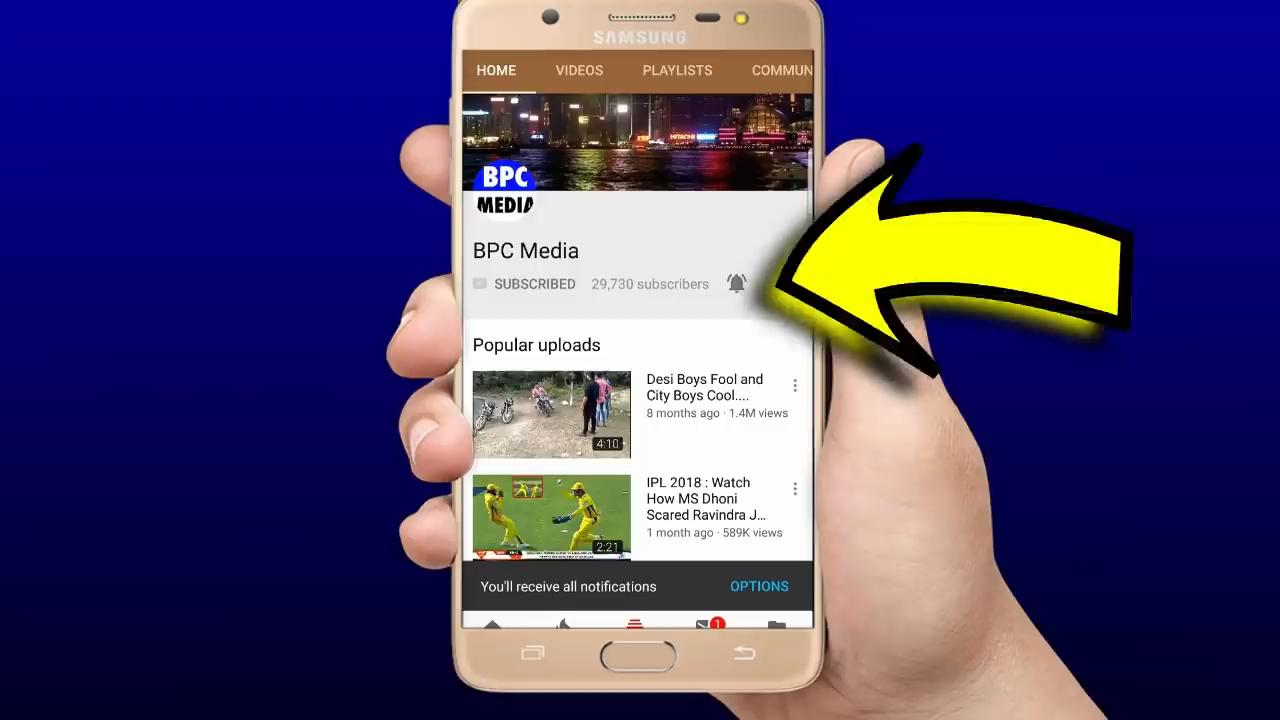 SAMSUNG
HOME VIDEOS PLAYLISTS COMMUN
HITACHI
BPC
MEDIA
BPC Media
SUBSCRIBED 29,730 subscribers
Popular uploads
Desi Boys Fool and
City Boys Cool....
8 months ago · 1.4M views
4:10
IPL 2018 : Watch
How MS Dhoni
Scared Ravindra J...
1 month ago · 589K views
2:21
You'll receive all notifications OPTIONS
1